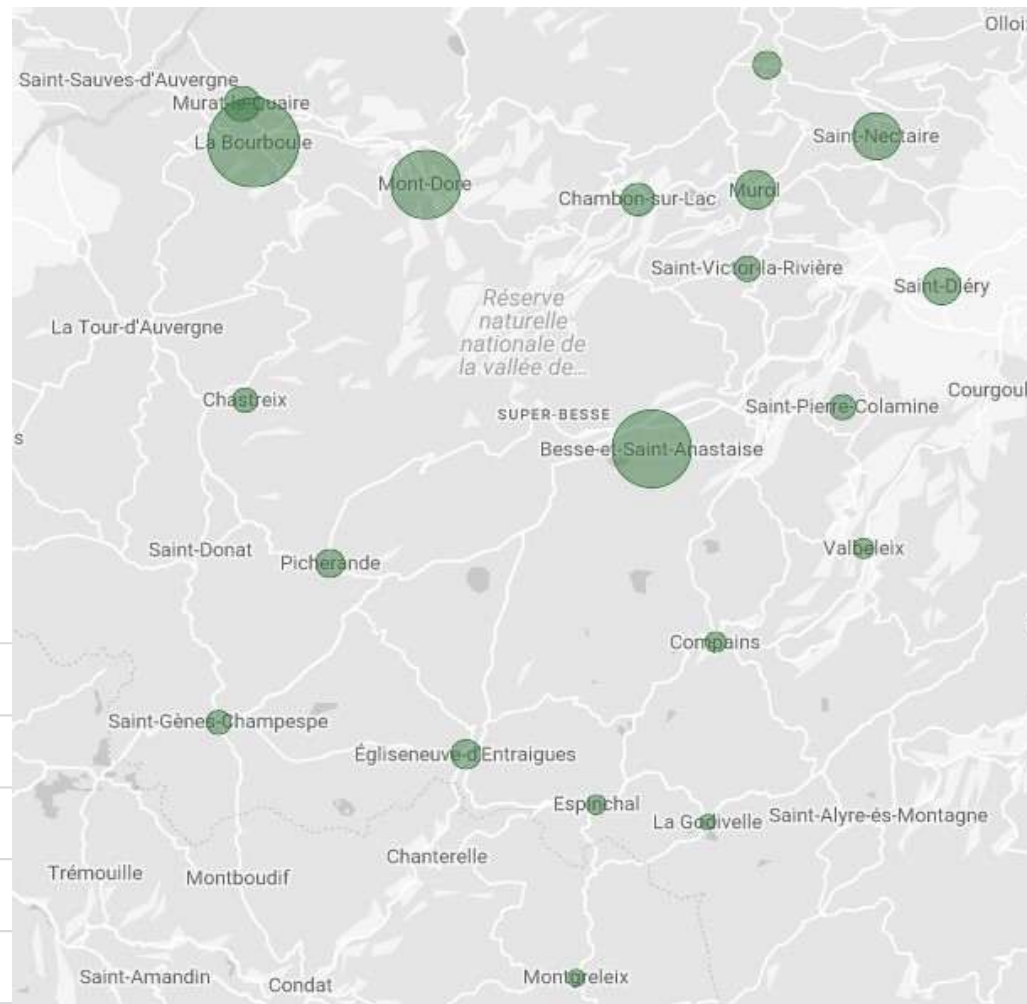 Olloi
Saint-Sauves-d'Auvergne
Murat-le-Quaire
La Bourboule
Saint-Nectaire
Mont-Dore
Chambon-sur-Lac
Murol
Saint-Victor-la-Rivière
Saint-Diéry
Réserve
naturelle
nationale de
la vallée de...
La Tour-d'Auvergne
Chastreix
Courgoul
Saint-Pierre-Colamine
SUPER-BESSE
s
Besse-et-Saint-Anastaise
Saint-Donat
Picherande
Valbeleix
Compains
Saint-Gènes-Champespe
Égliseneuve-d'Entraigues
Espinchal
La Godivelle
Saint-Alyre-és-Montagne
Chanterelle
Trémouille
Montboudif
Saint-Amandin
Condat
Montgreleix